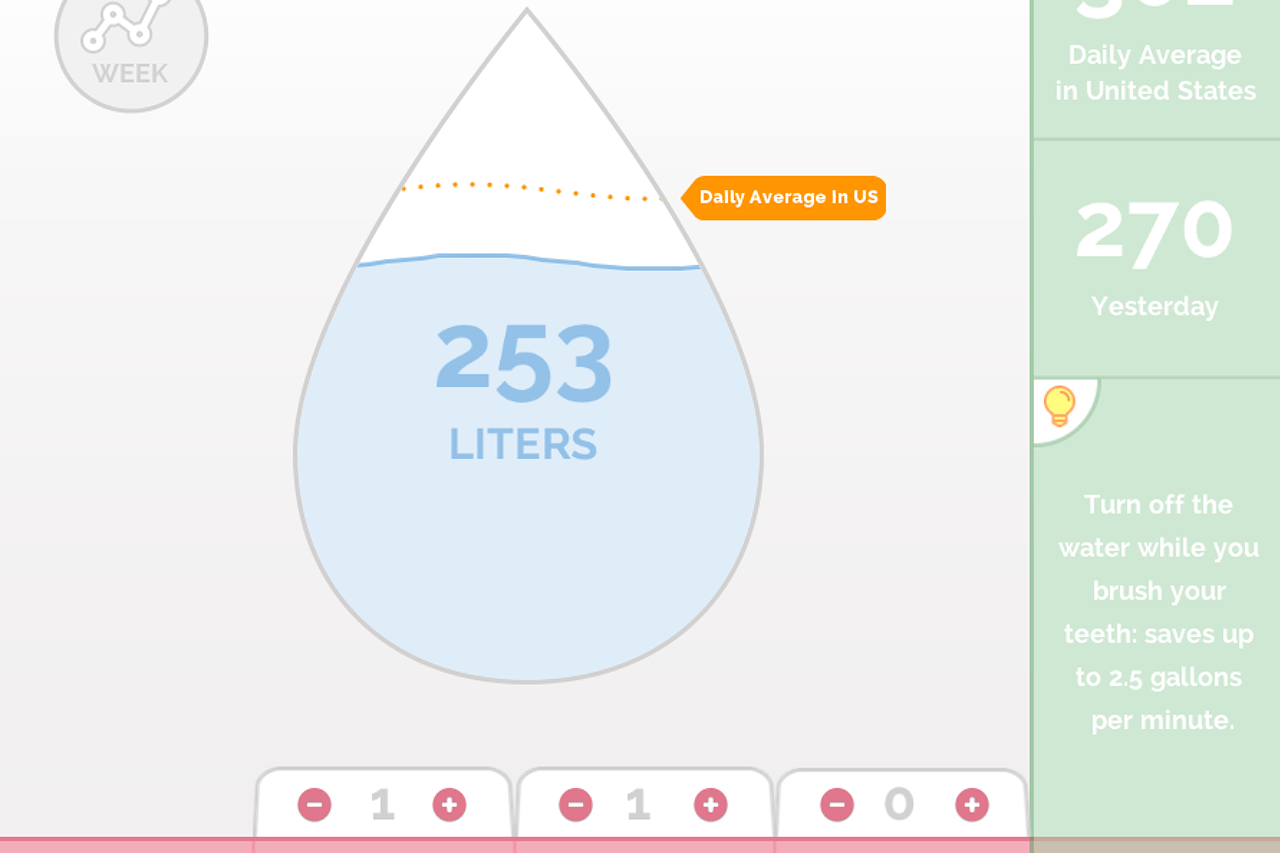 WEEK
Daily Average in US
253
LITERS
1
1
0
Daily Average
in United States
270
Yesterday
Turn off the
water while you
brush your
teeth: saves up
to 2.5 gallons
per minute.